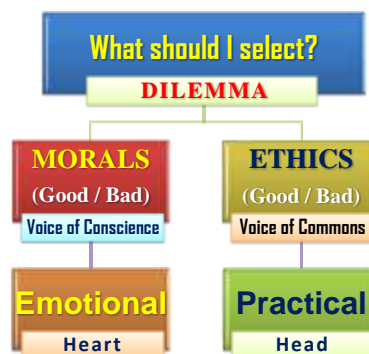 What should I select?
DILEMMA
MORALS
(Good / Bad)
Voice of Conscience
ETHICS
(Good / Bad)
Voice of Commons
Emotional
Heart
Practical
Head